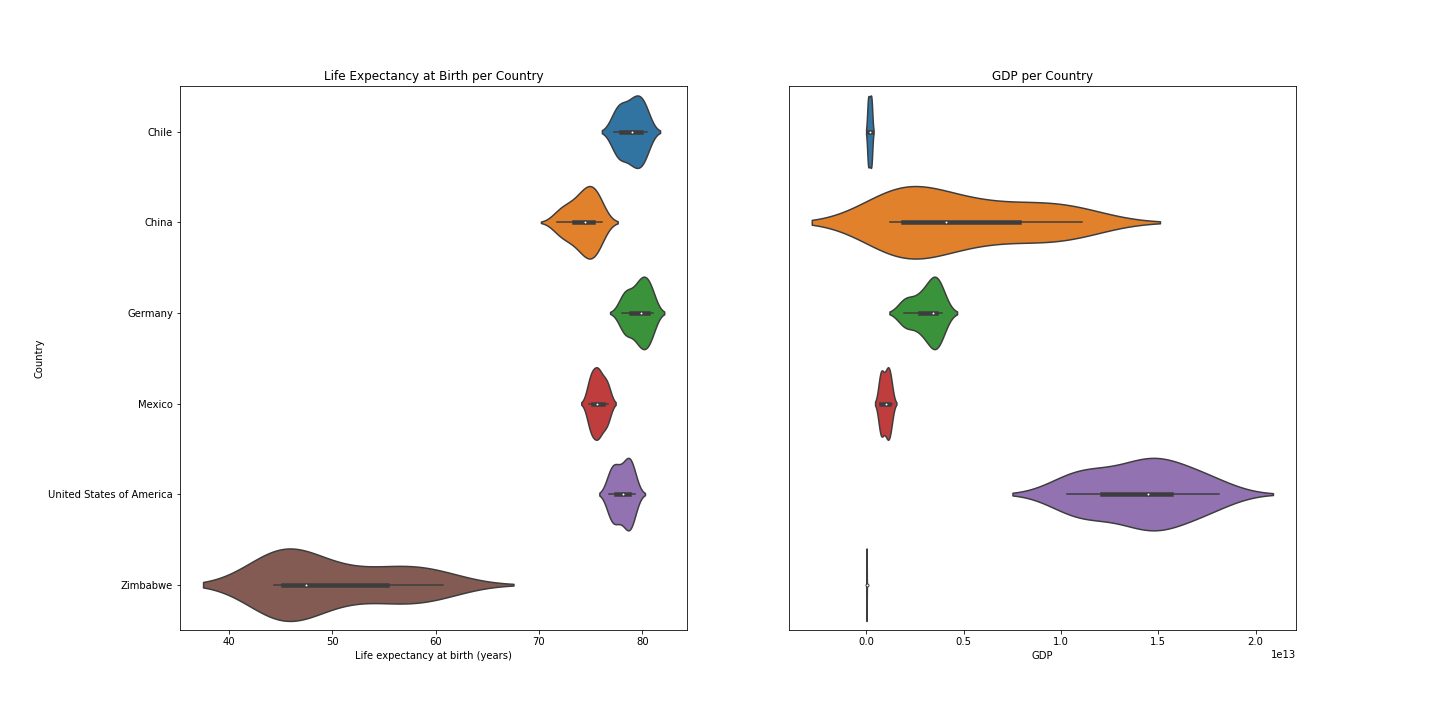 Life Expectancy at Birth per Country
Country
Chile
China
Germany
Mexico
United States of America
Zimbabwe
40 50 60 70 80
Life expectancy at birth (years)
GDP per Country
0.0 0.5 1.0 1.5 2.0
1e13
GDP